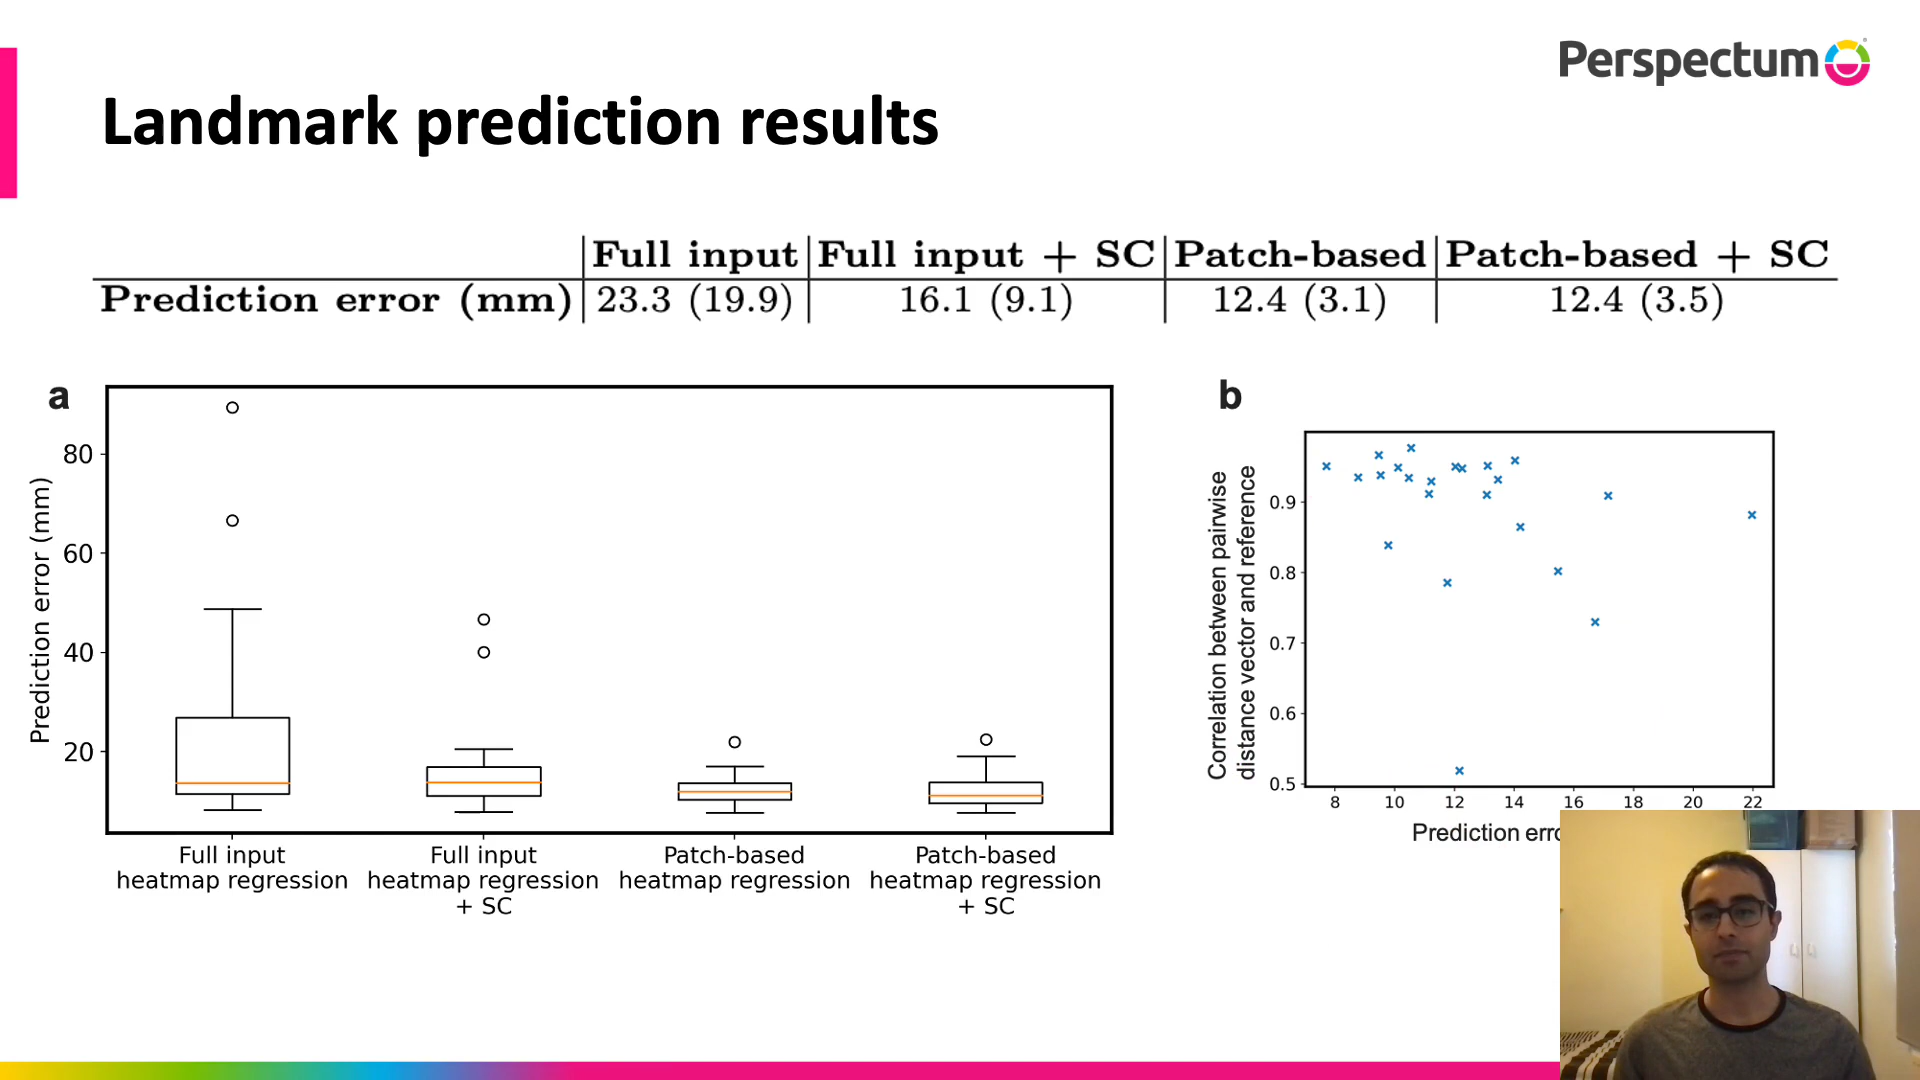 Perspectum
Landmark prediction results
Full input | Full input + SC | Patch-based | Patch-based + SC
Prediction error (mm) | 23.3 (19.9) | 16.1 (9.1) | 12.4 (3.1) | 12.4 (3.5)
a
Prediction error (mm)
80
60
40
20
Full input
heatmap regression
Full input
heatmap regression
+ SC
Patch-based
heatmap regression
Patch-based
heatmap regression
+ SC
b
Correlation between pairwise
distance vector and reference
0.9
0.8
0.7
0.6
0.5
8 10 12 14 16 18 20 22
Prediction